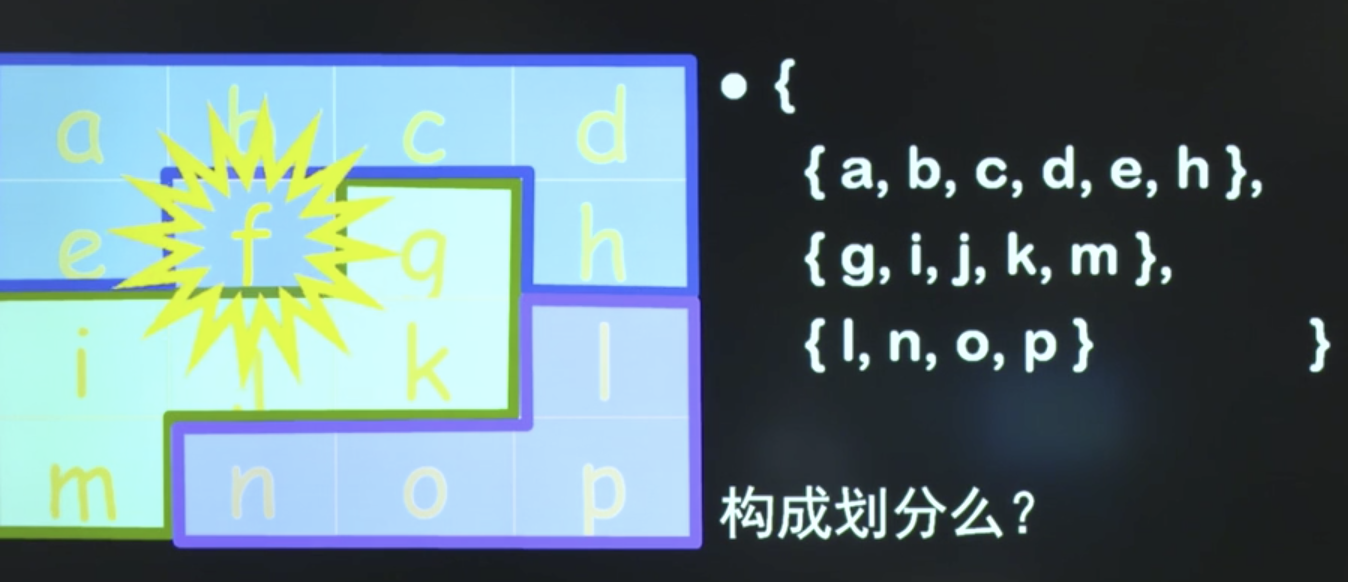 a b c d
e f g h
i j k l
m n o p
● {
{ a, b, c, d, e, h },
{ g, i, j, k, m },
{ l, n, o, p } }
构成划分么？